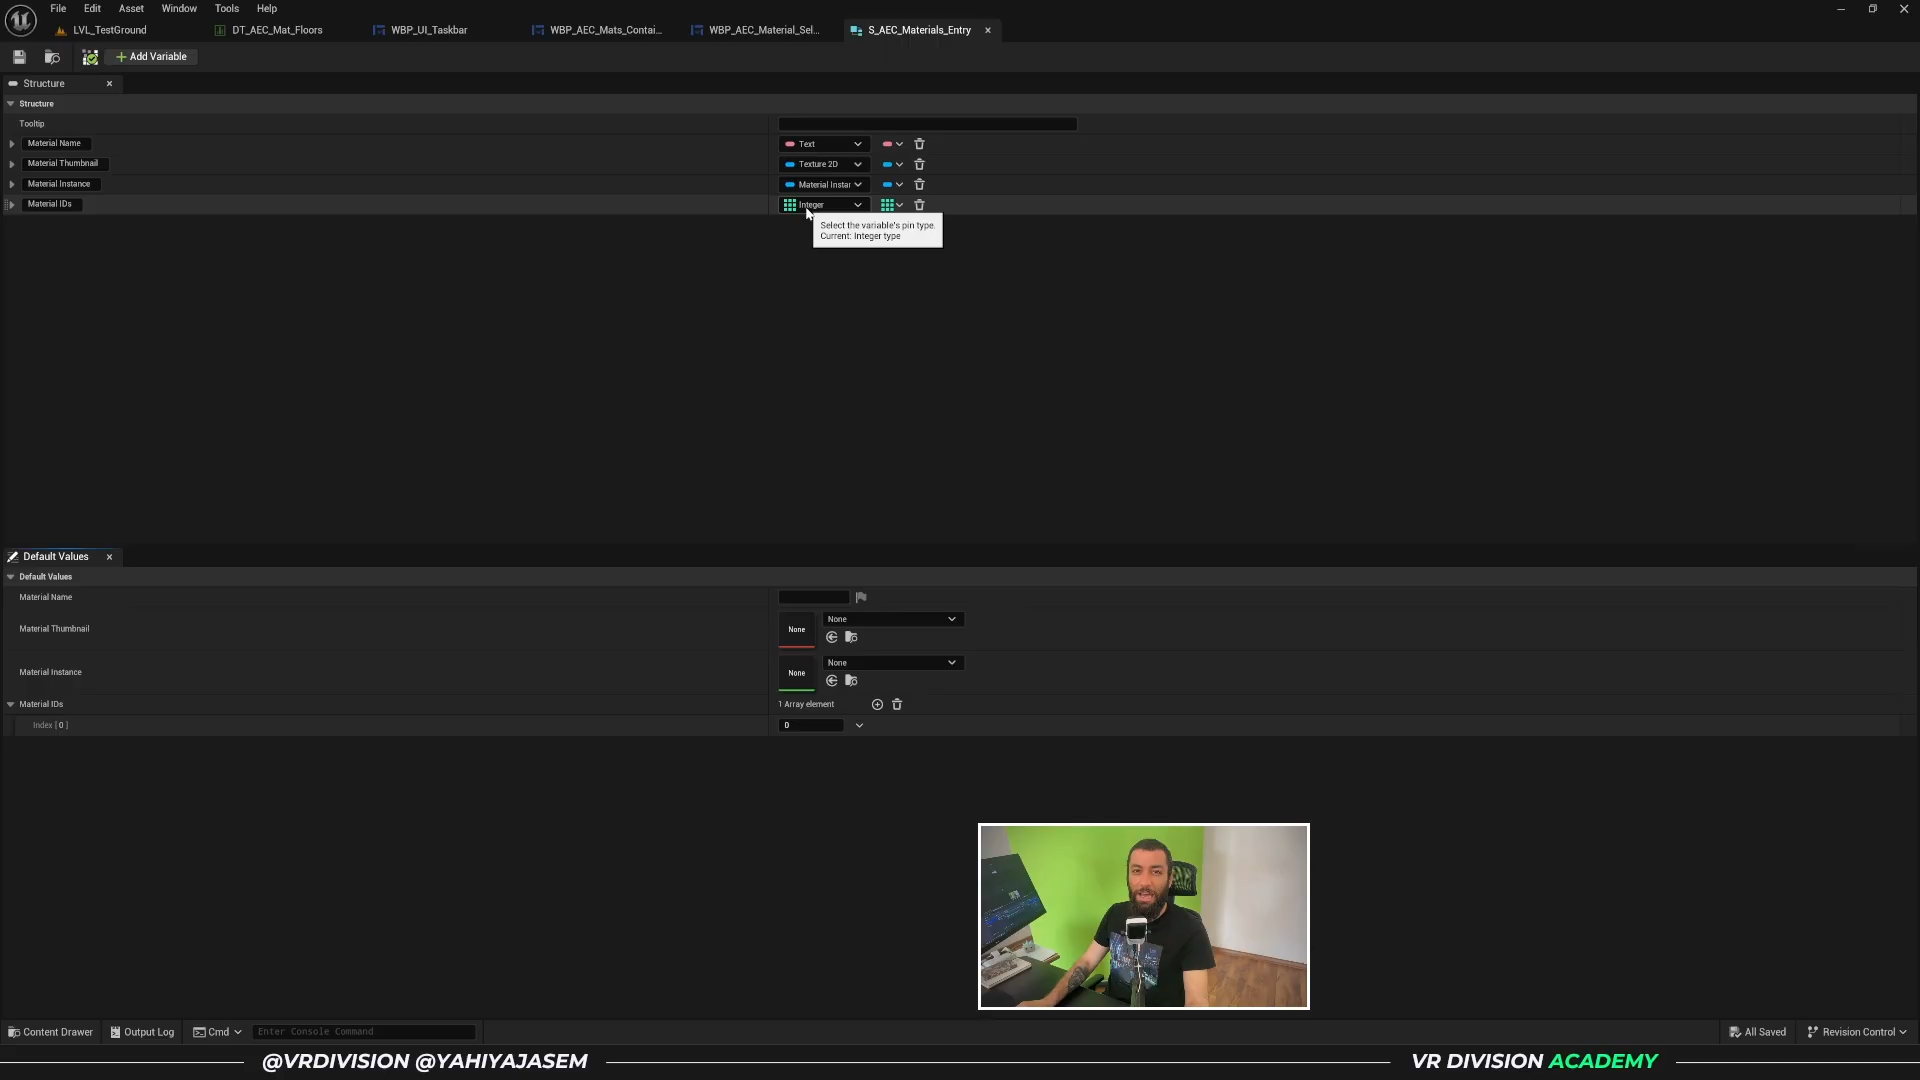 File Edit Asset Window Tools Help
LVL_TestGround DT_AEC_Mat_Floors WBP_UI_Taskbar WBP_AEC_Mats_Contai... WBP_AEC_Material_Sel... S_AEC_Materials_Entry
Add Variable
Structure
Structure
Tooltip
Material Name Text
Material Thumbnail Texture 2D
Material Instance Material Instar
Material IDs Integer
Select the variable's pin type.
Current: Integer type
Default Values
Default Values
Material Name
None
Material Thumbnail None
None
Material Instance None
Material IDs 1 Array element
Index [ 0 ] 0
Content Drawer Output Log Cmd Enter Console Command All Saved Revision Control
@VRDIVISION @YAHIYAJASEM VR DIVISION ACADEMY